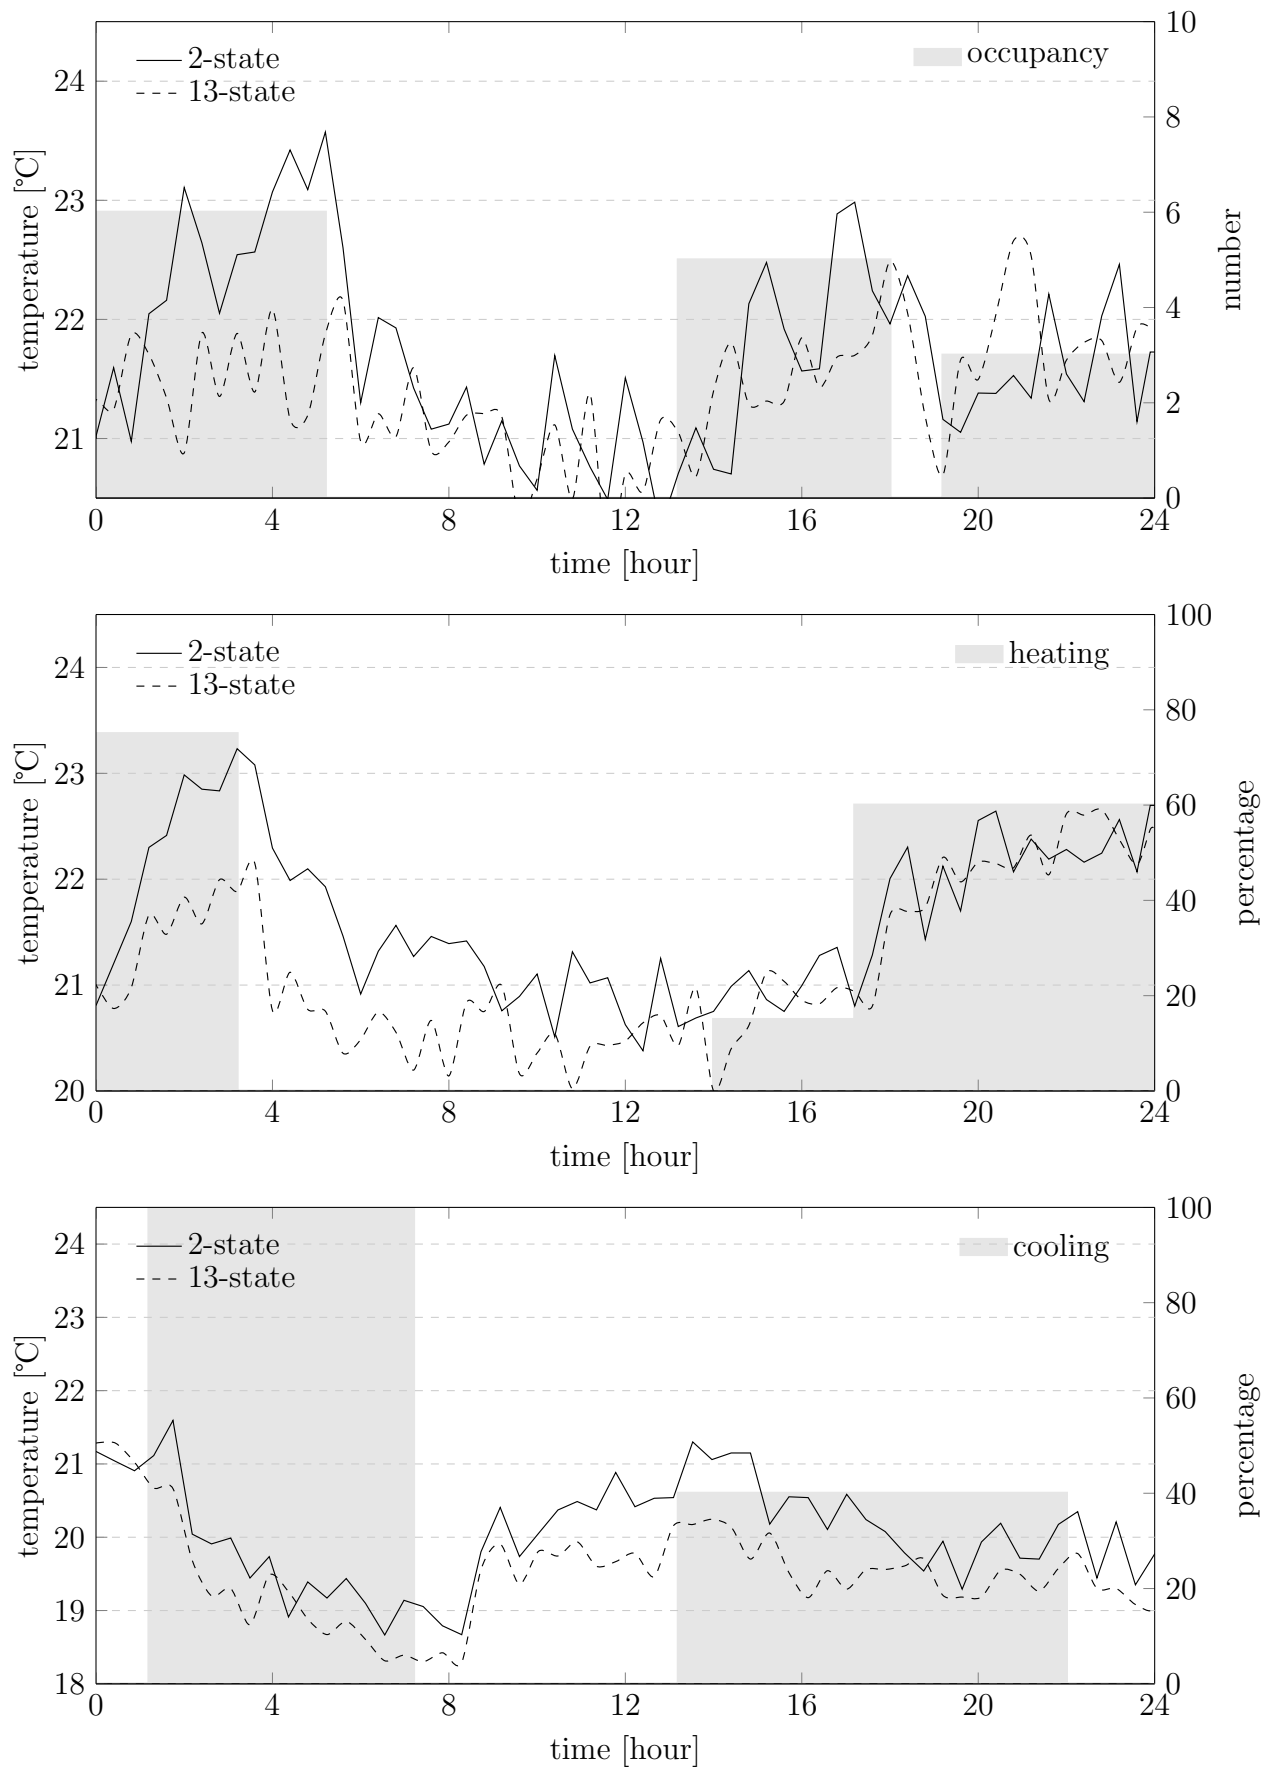 2-state
13-state
occupancy
24
23
22
21
10
8
6
4
2
0
temperature [°C]
number
0 4 8 12 16 20 24
time [hour]
2-state
13-state
heating
24
23
22
21
20
100
80
60
40
20
0
temperature [°C]
percentage
0 4 8 12 16 20 24
time [hour]
2-state
13-state
cooling
24
23
22
21
20
19
18
100
80
60
40
20
0
temperature [°C]
percentage
0 4 8 12 16 20 24
time [hour]